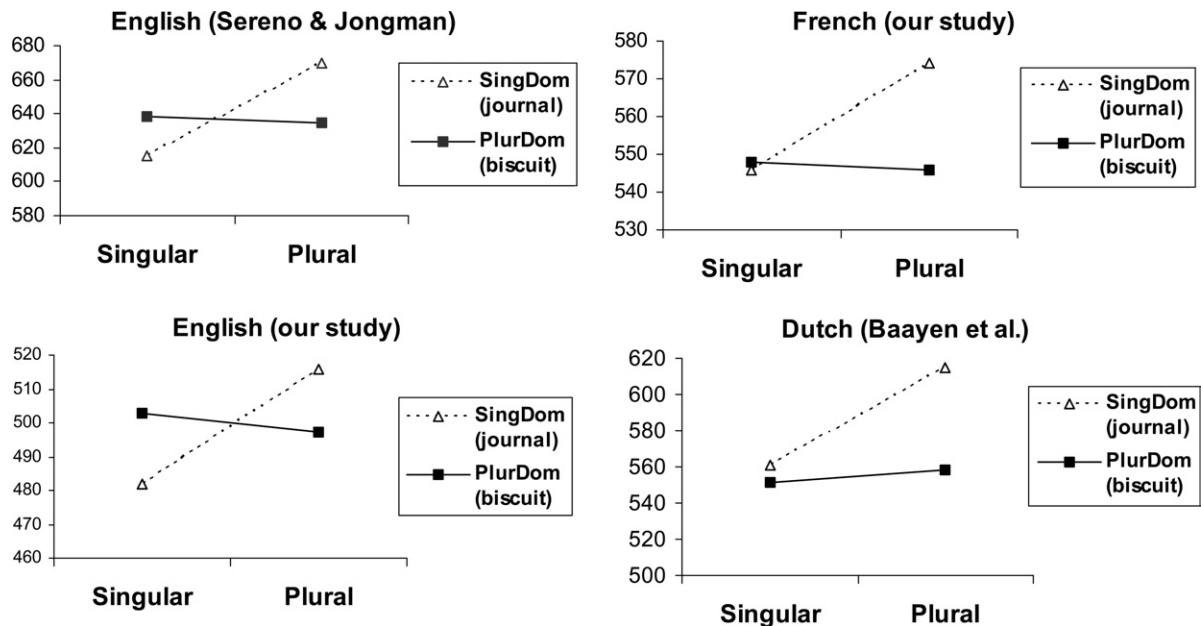 English (Sereno & Jongman)
680
660
640
620
600
580
Singular
Plural
SingDom
(journal)
PlurDom
(biscuit)
French (our study)
580
570
560
550
540
530
Singular
Plural
SingDom
(journal)
PlurDom
(biscuit)
English (our study)
520
510
500
490
480
470
460
Singular
Plural
SingDom
(journal)
PlurDom
(biscuit)
Dutch (Baayen et al.)
620
600
580
560
540
520
500
Singular
Plural
SingDom
(journal)
PlurDom
(biscuit)